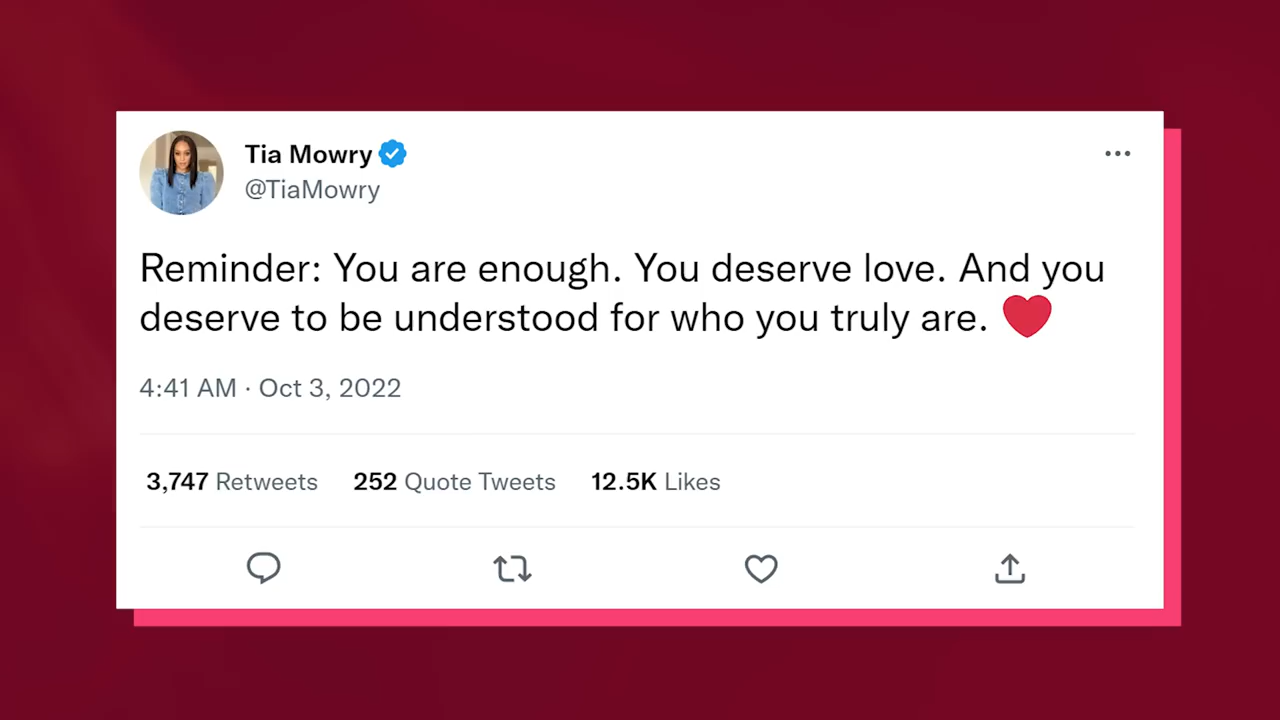 Tia Mowry
@TiaMowry
Reminder: You are enough. You deserve love. And you
deserve to be understood for who you truly are. ❤️
4:41 AM · Oct 3, 2022
3,747 Retweets 252 Quote Tweets 12.5K Likes